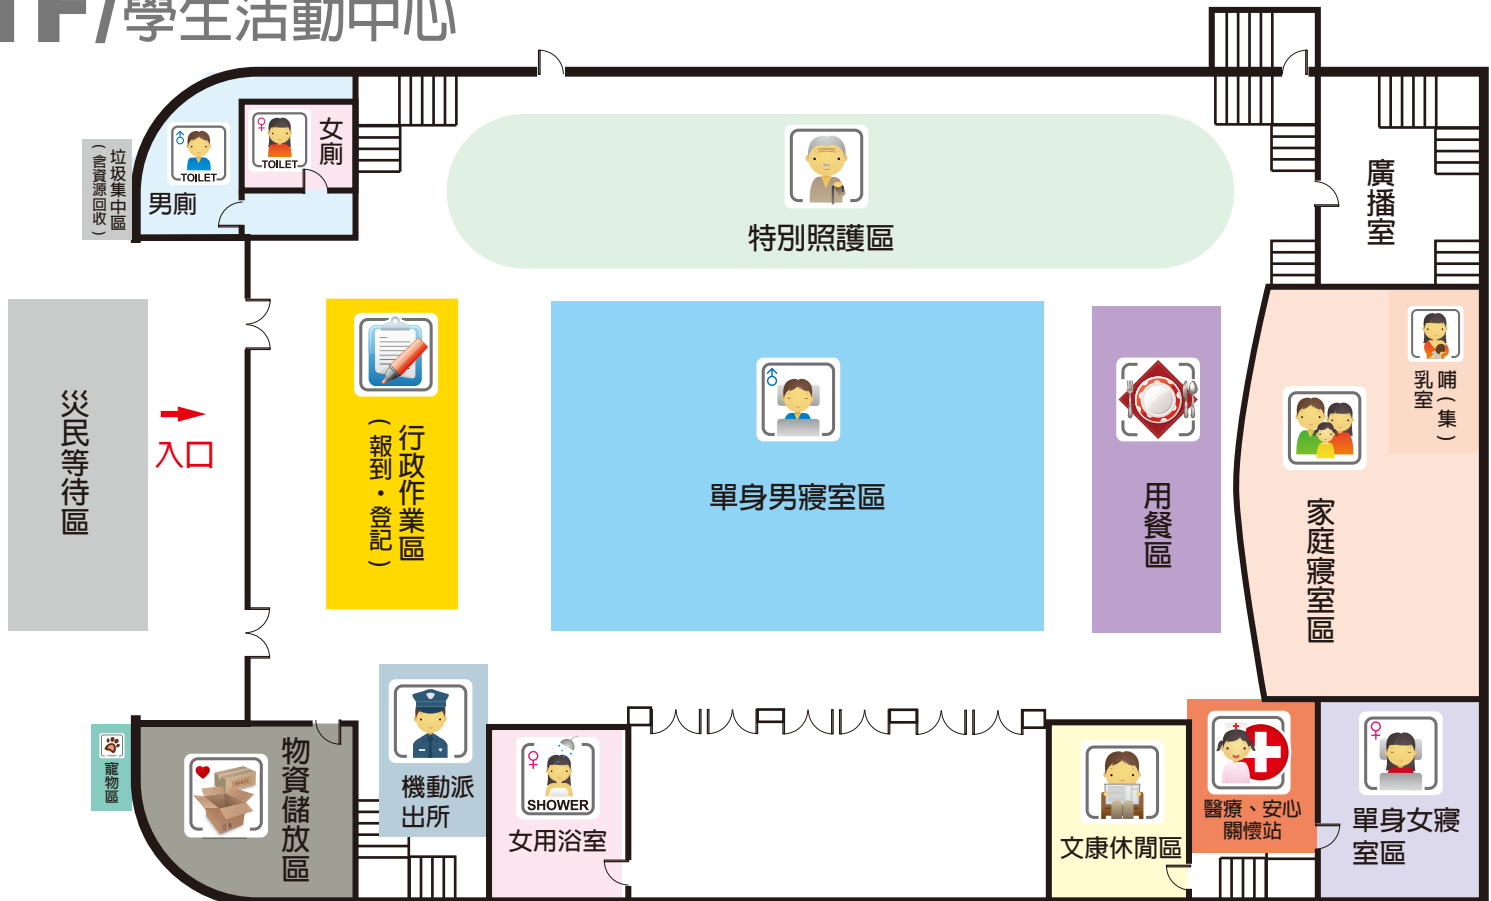 1F/學生活動中心
TOILET
男廁
TOILET
女廁
垃圾集中區
(含資源回收)
特別照護區
廣播室
災民等待區
入口
行政作業區
(報到・登記)
單身男寢室區
用餐區
哺(集)
乳室
家庭寢室區
寵物區
物資儲放區
機動派
出所
SHOWER
女用浴室
文康休閒區
醫療、安心
關懷站
單身女寢
室區